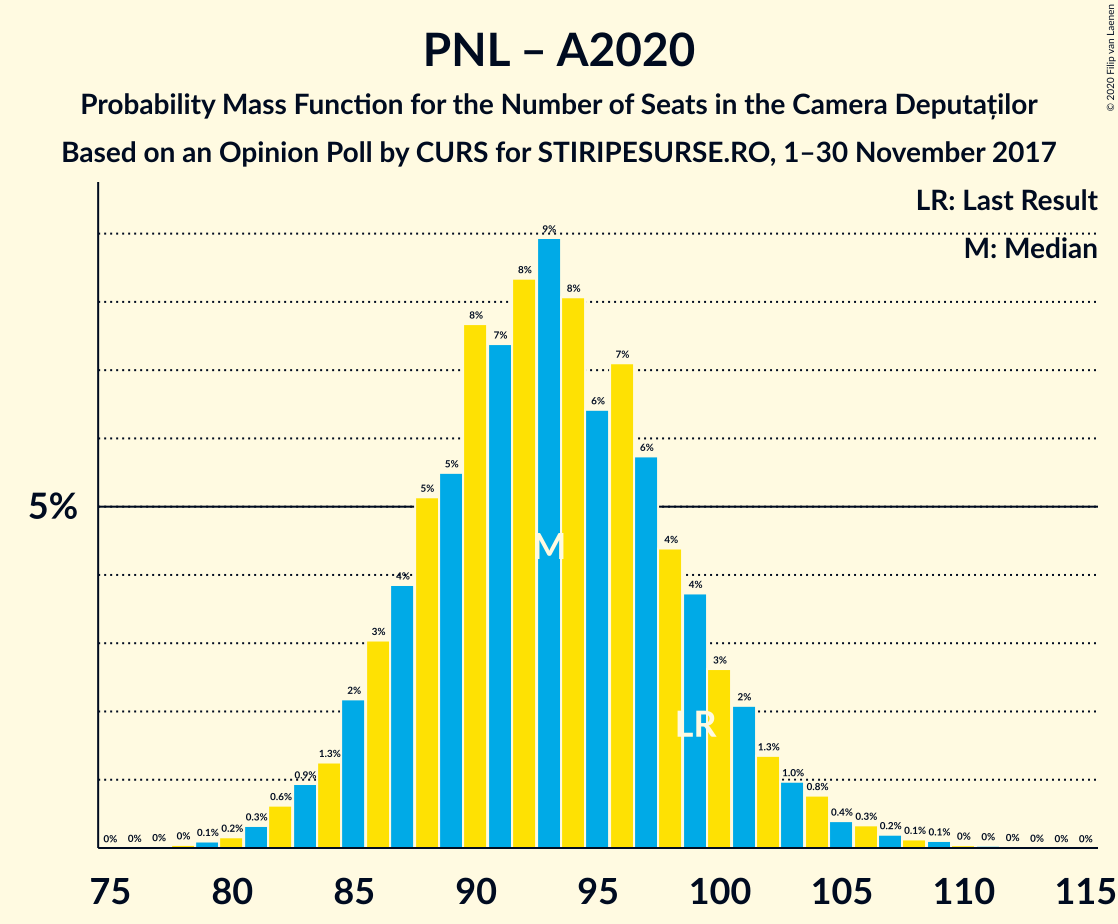 PNL – A2020
Probability Mass Function for the Number of Seats in the Camera Deputaților
Based on an Opinion Poll by CURS for STIRIPESURSE.RO, 1–30 November 2017
© 2020 Filip van Laenen
LR: Last Result
M: Median
5%
0% 0% 0% 0% 0.1% 0.2% 0.3% 0.6% 0.9% 1.3% 2% 3% 4% 5% 5% 8% 7% 8% 9% 8% 6% 7% 6% 4% 4% 3% 2% 1.3% 1.0% 0.8% 0.4% 0.3% 0.2% 0.1% 0.1% 0% 0% 0% 0% 0% 0%
M
LR
75 80 85 90 95 100 105 110 115